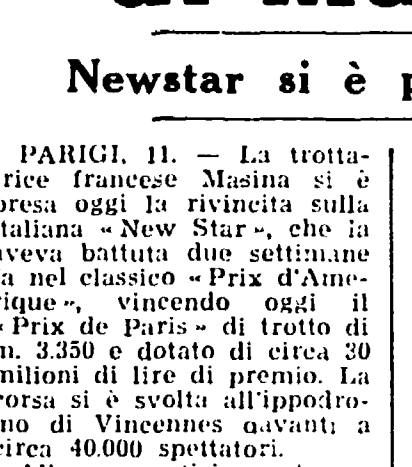 Newstar si è
PARIGI, 11. — La trotta-
rice francese Masina si è
presa oggi la rivincita sulla
italiana « New Star », che la
aveva battuta due settimane
fa nel classico « Prix d'Ame-
rique », vincendo oggi il
« Prix de Paris » di trotto di
m. 3.350 e dotato di circa 30
milioni di lire di premio. La
corsa si è svolta all'ippodro-
mo di Vincennes davanti a
circa 40.000 spettatori.